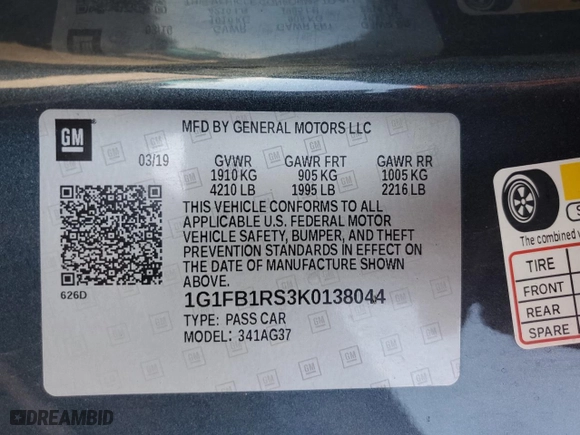 GM
MFD BY GENERAL MOTORS LLC
03/19 GVWR GAWR FRT GAWR RR
1910 KG 905 KG 1005 KG
4210 LB 1995 LB 2216 LB
THIS VEHICLE CONFORMS TO ALL
APPLICABLE U.S. FEDERAL MOTOR
VEHICLE SAFETY, BUMPER, AND THEFT
PREVENTION STANDARDS IN EFFECT ON
THE DATE OF MANUFACTURE SHOWN
ABOVE.
626D
1G1FB1RS3K0138044
TYPE: PASS CAR
MODEL: 341AG37
The combined
TIRE
FRONT
REAR
SPARE
DREAMBID